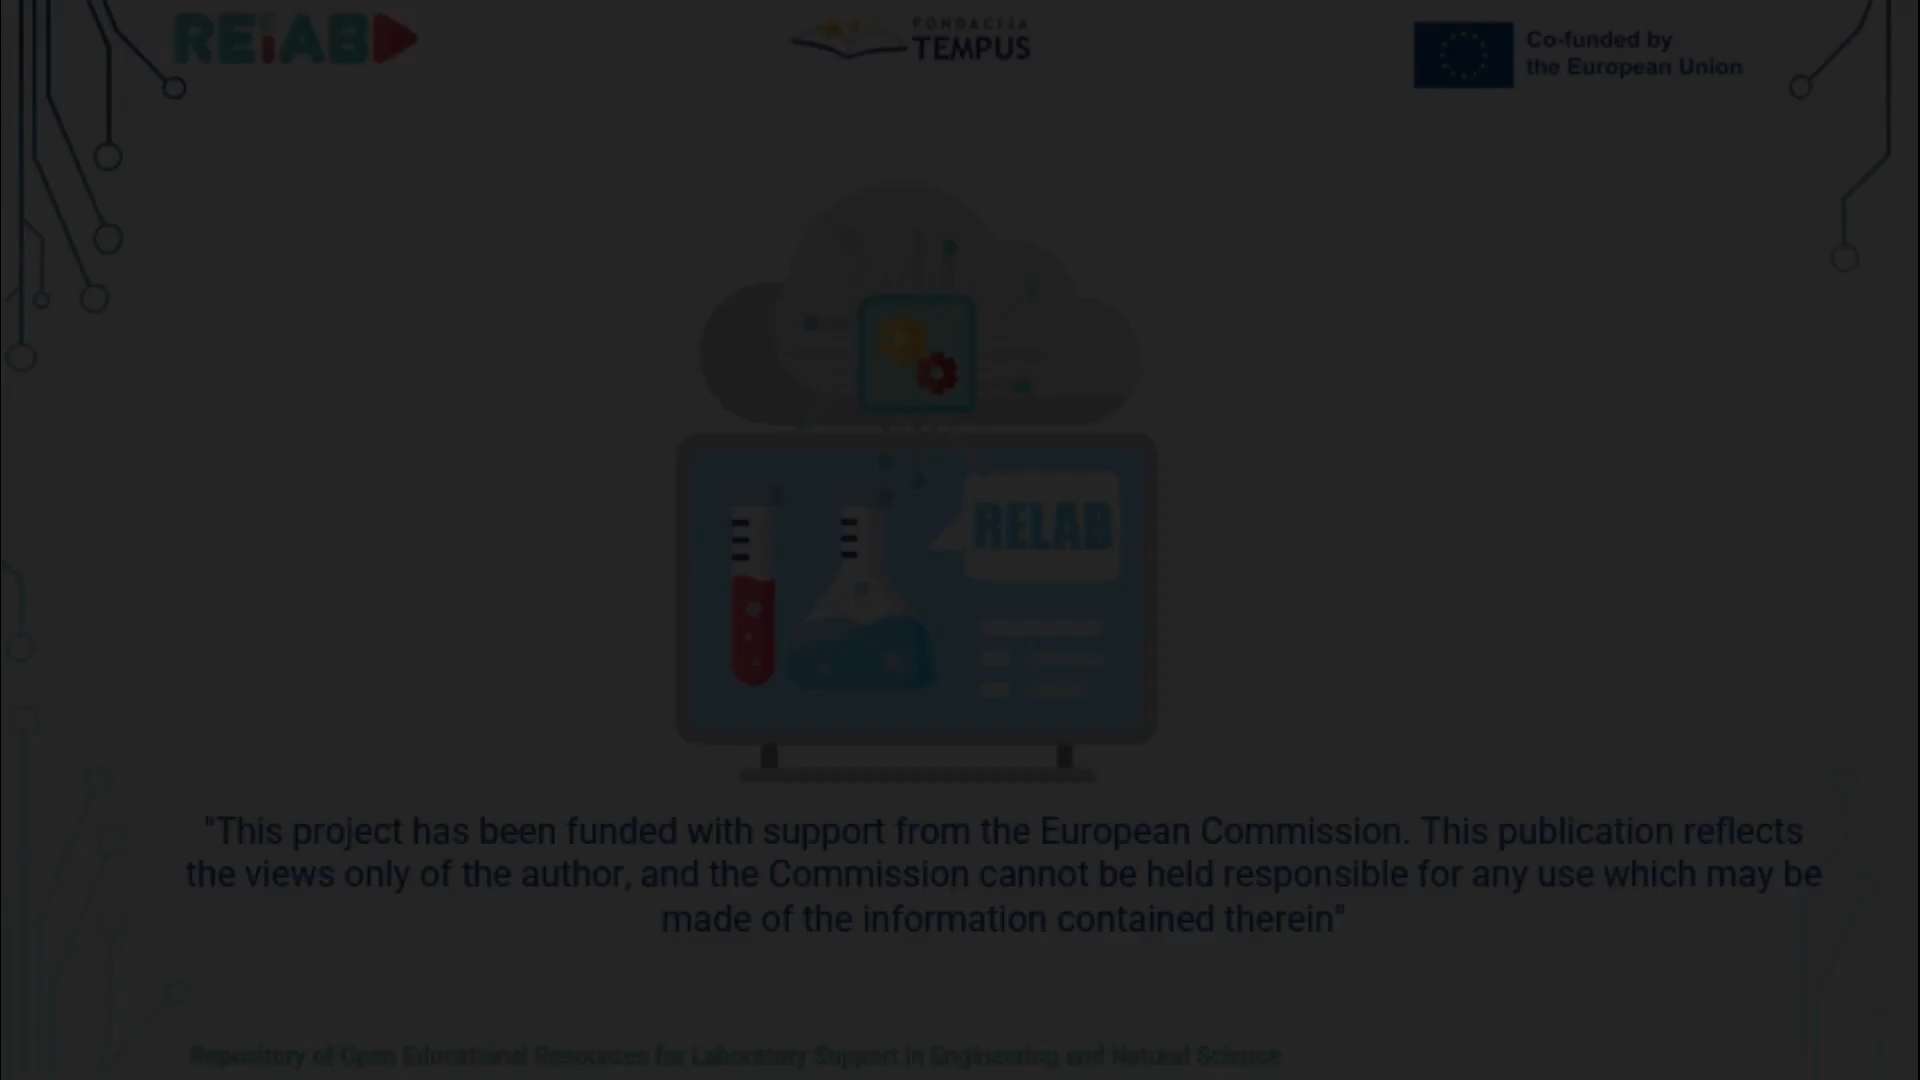 RELAB
FONDACIJA
TEMPUS
Co-funded by
the European Union
RELAB
"This project has been funded with support from the European Commission. This publication reflects
the views only of the author, and the Commission cannot be held responsible for any use which may be
made of the information contained therein"
Repository of Open Educational Resources for Laboratory Support in Engineering and Natural Science